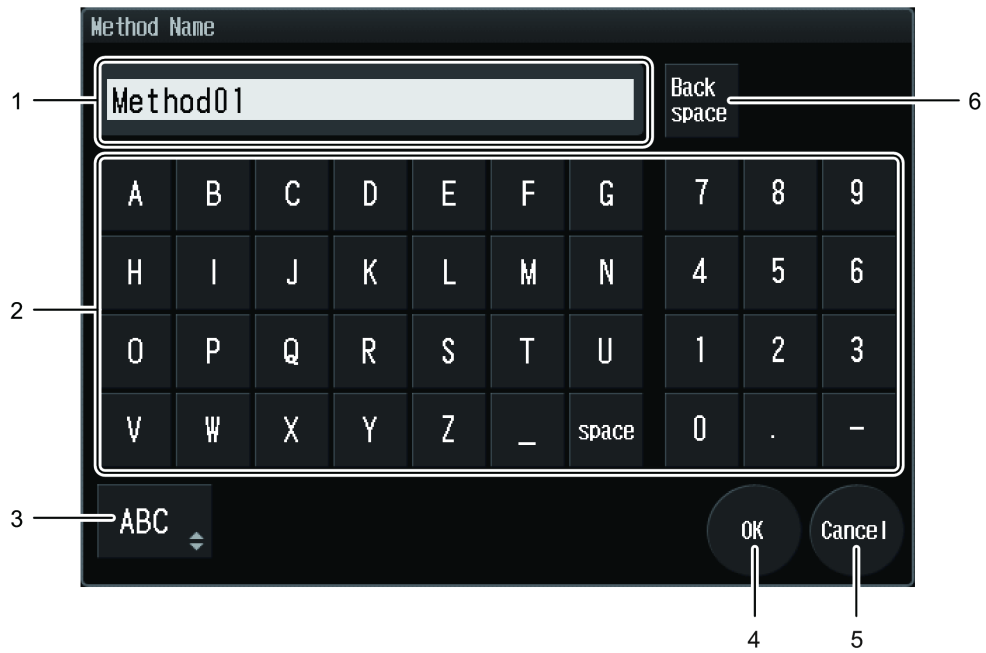 Method Name
1
Method01
Back
space
6
A B C D E F G 7 8 9
H I J K L M N 4 5 6
2
O P Q R S T U 1 2 3
V W X Y Z _ space 0 . -
3
ABC
OK
Cancel
4
5